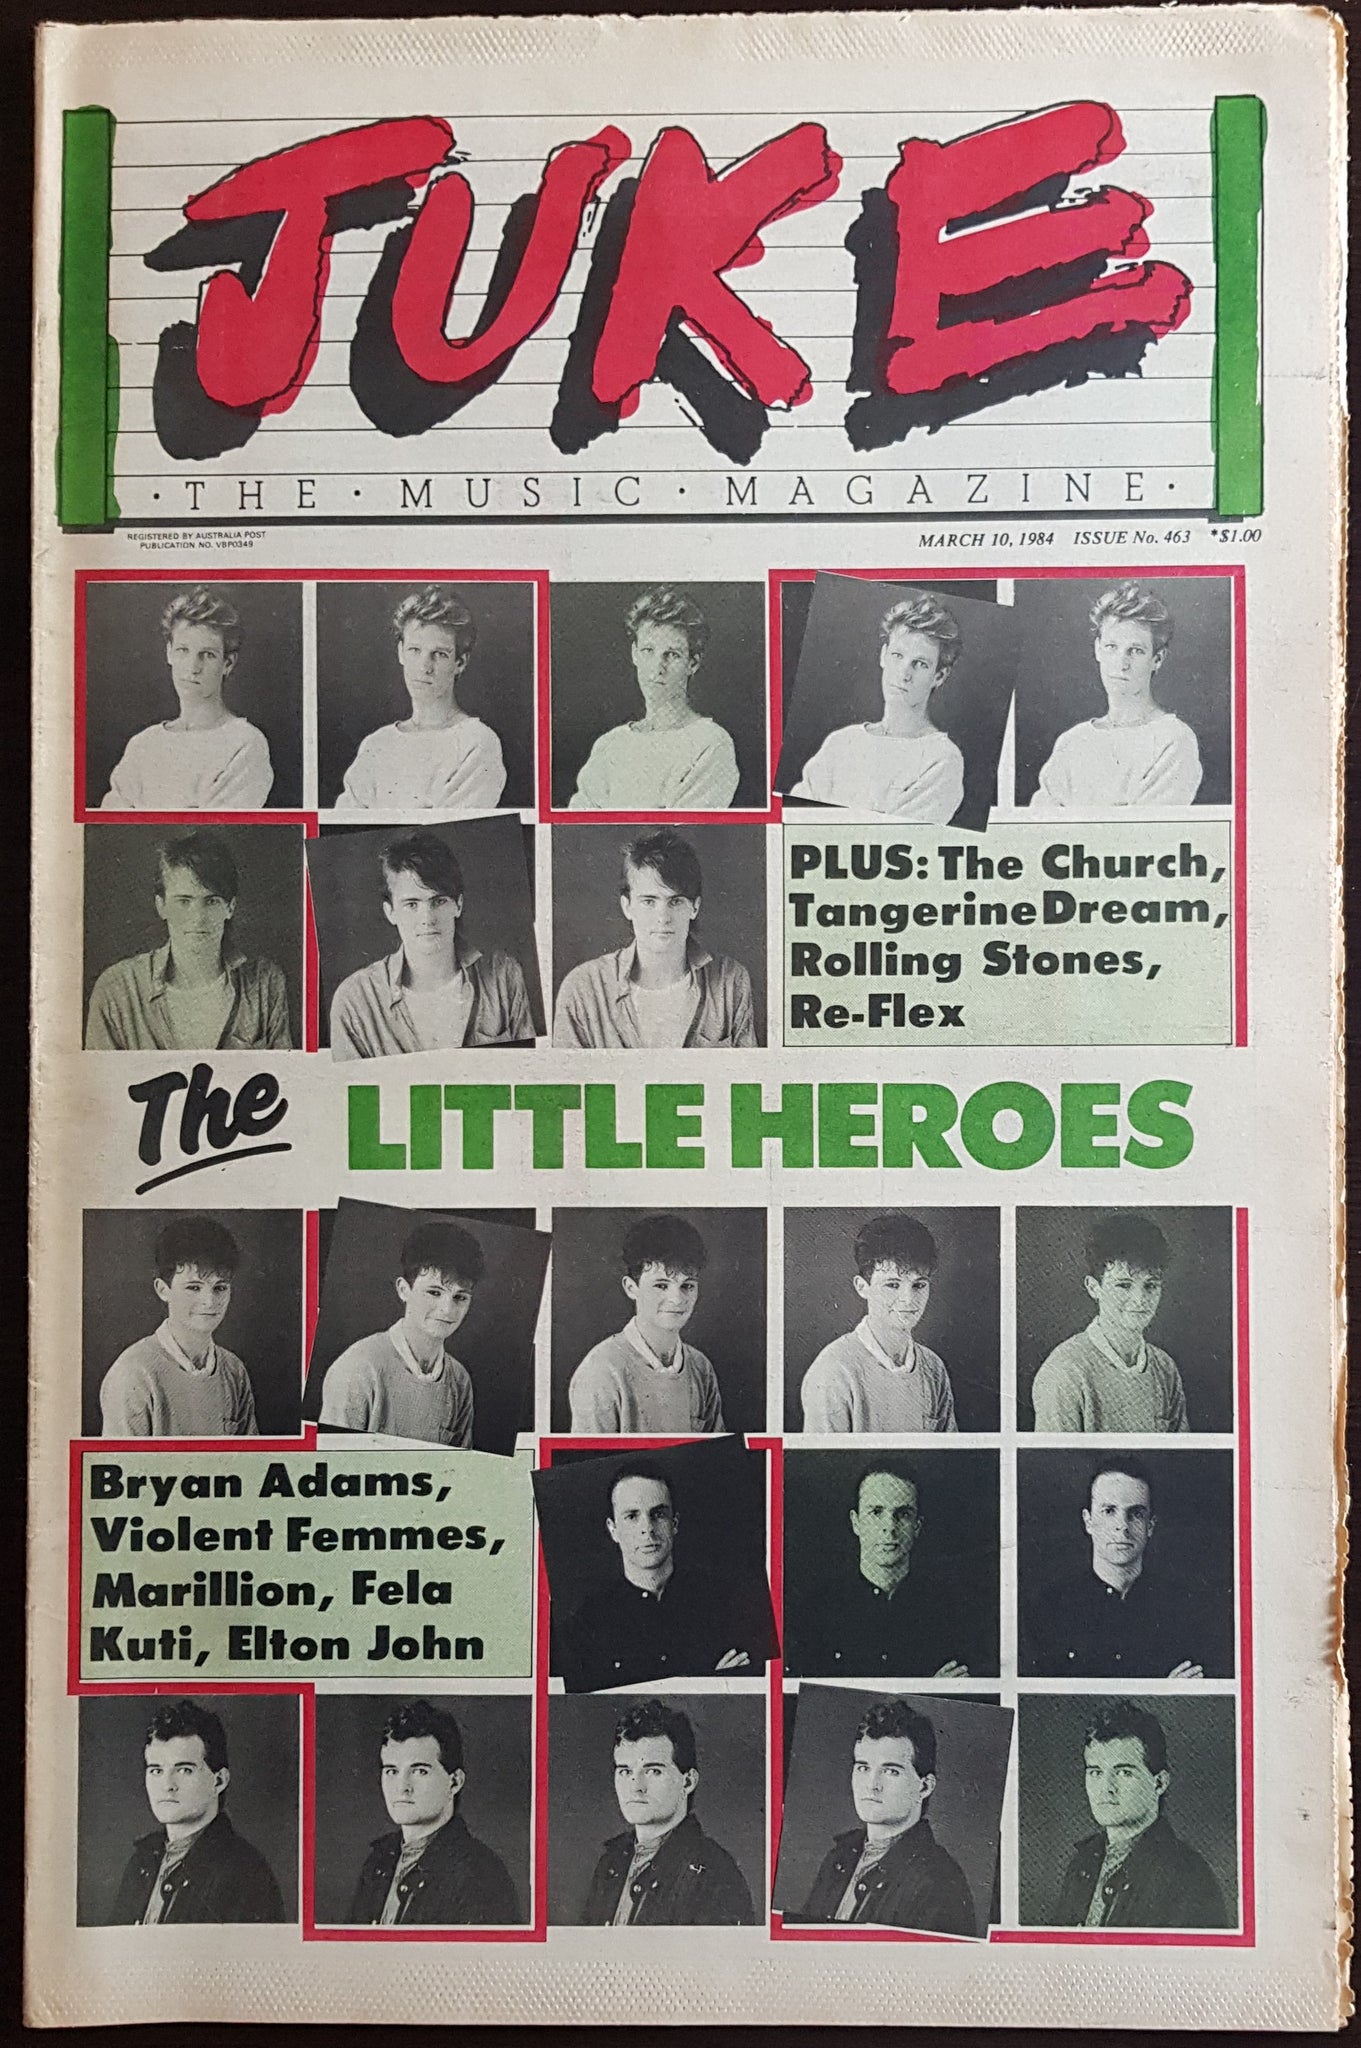 JUKE
·THE·MUSIC·MAGAZINE·
REGISTERED BY AUSTRALIA POST
PUBLICATION NO. VBP0349
MARCH 10, 1984 ISSUE No. 463 *$1.00
PLUS: The Church,
Tangerine Dream,
Rolling Stones,
Re-Flex
The LITTLE HEROES
Bryan Adams,
Violent Femmes,
Marillion, Fela
Kuti, Elton John